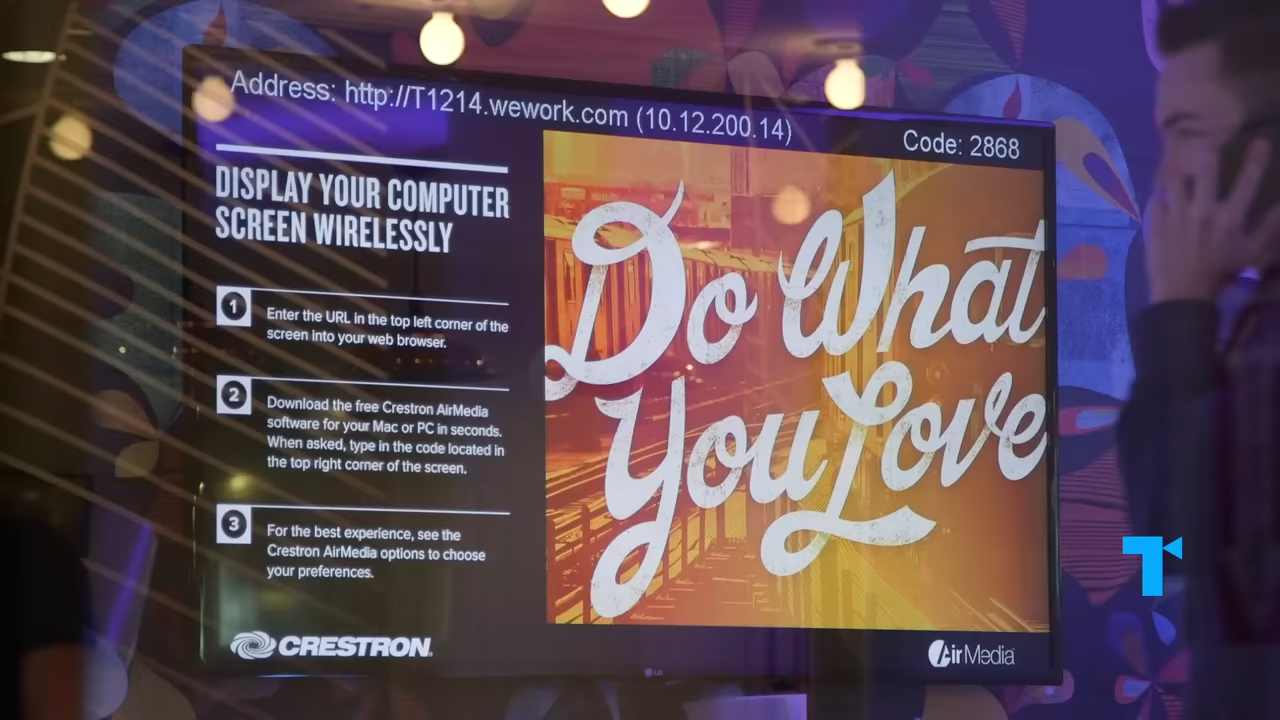 Address: http://T1214.wework.com (10.12.200.14)
Code: 2868
DISPLAY YOUR COMPUTER
SCREEN WIRELESSLY
1
Enter the URL in the top left corner of the
screen into your web browser.
2
Download the free Crestron AirMedia
software for your Mac or PC in seconds.
When asked, type in the code located in
the top right corner of the screen.
3
For the best experience, see the
Crestron AirMedia options to choose
your preferences.
CRESTRON
Do What
You Love
AirMedia
LG
T